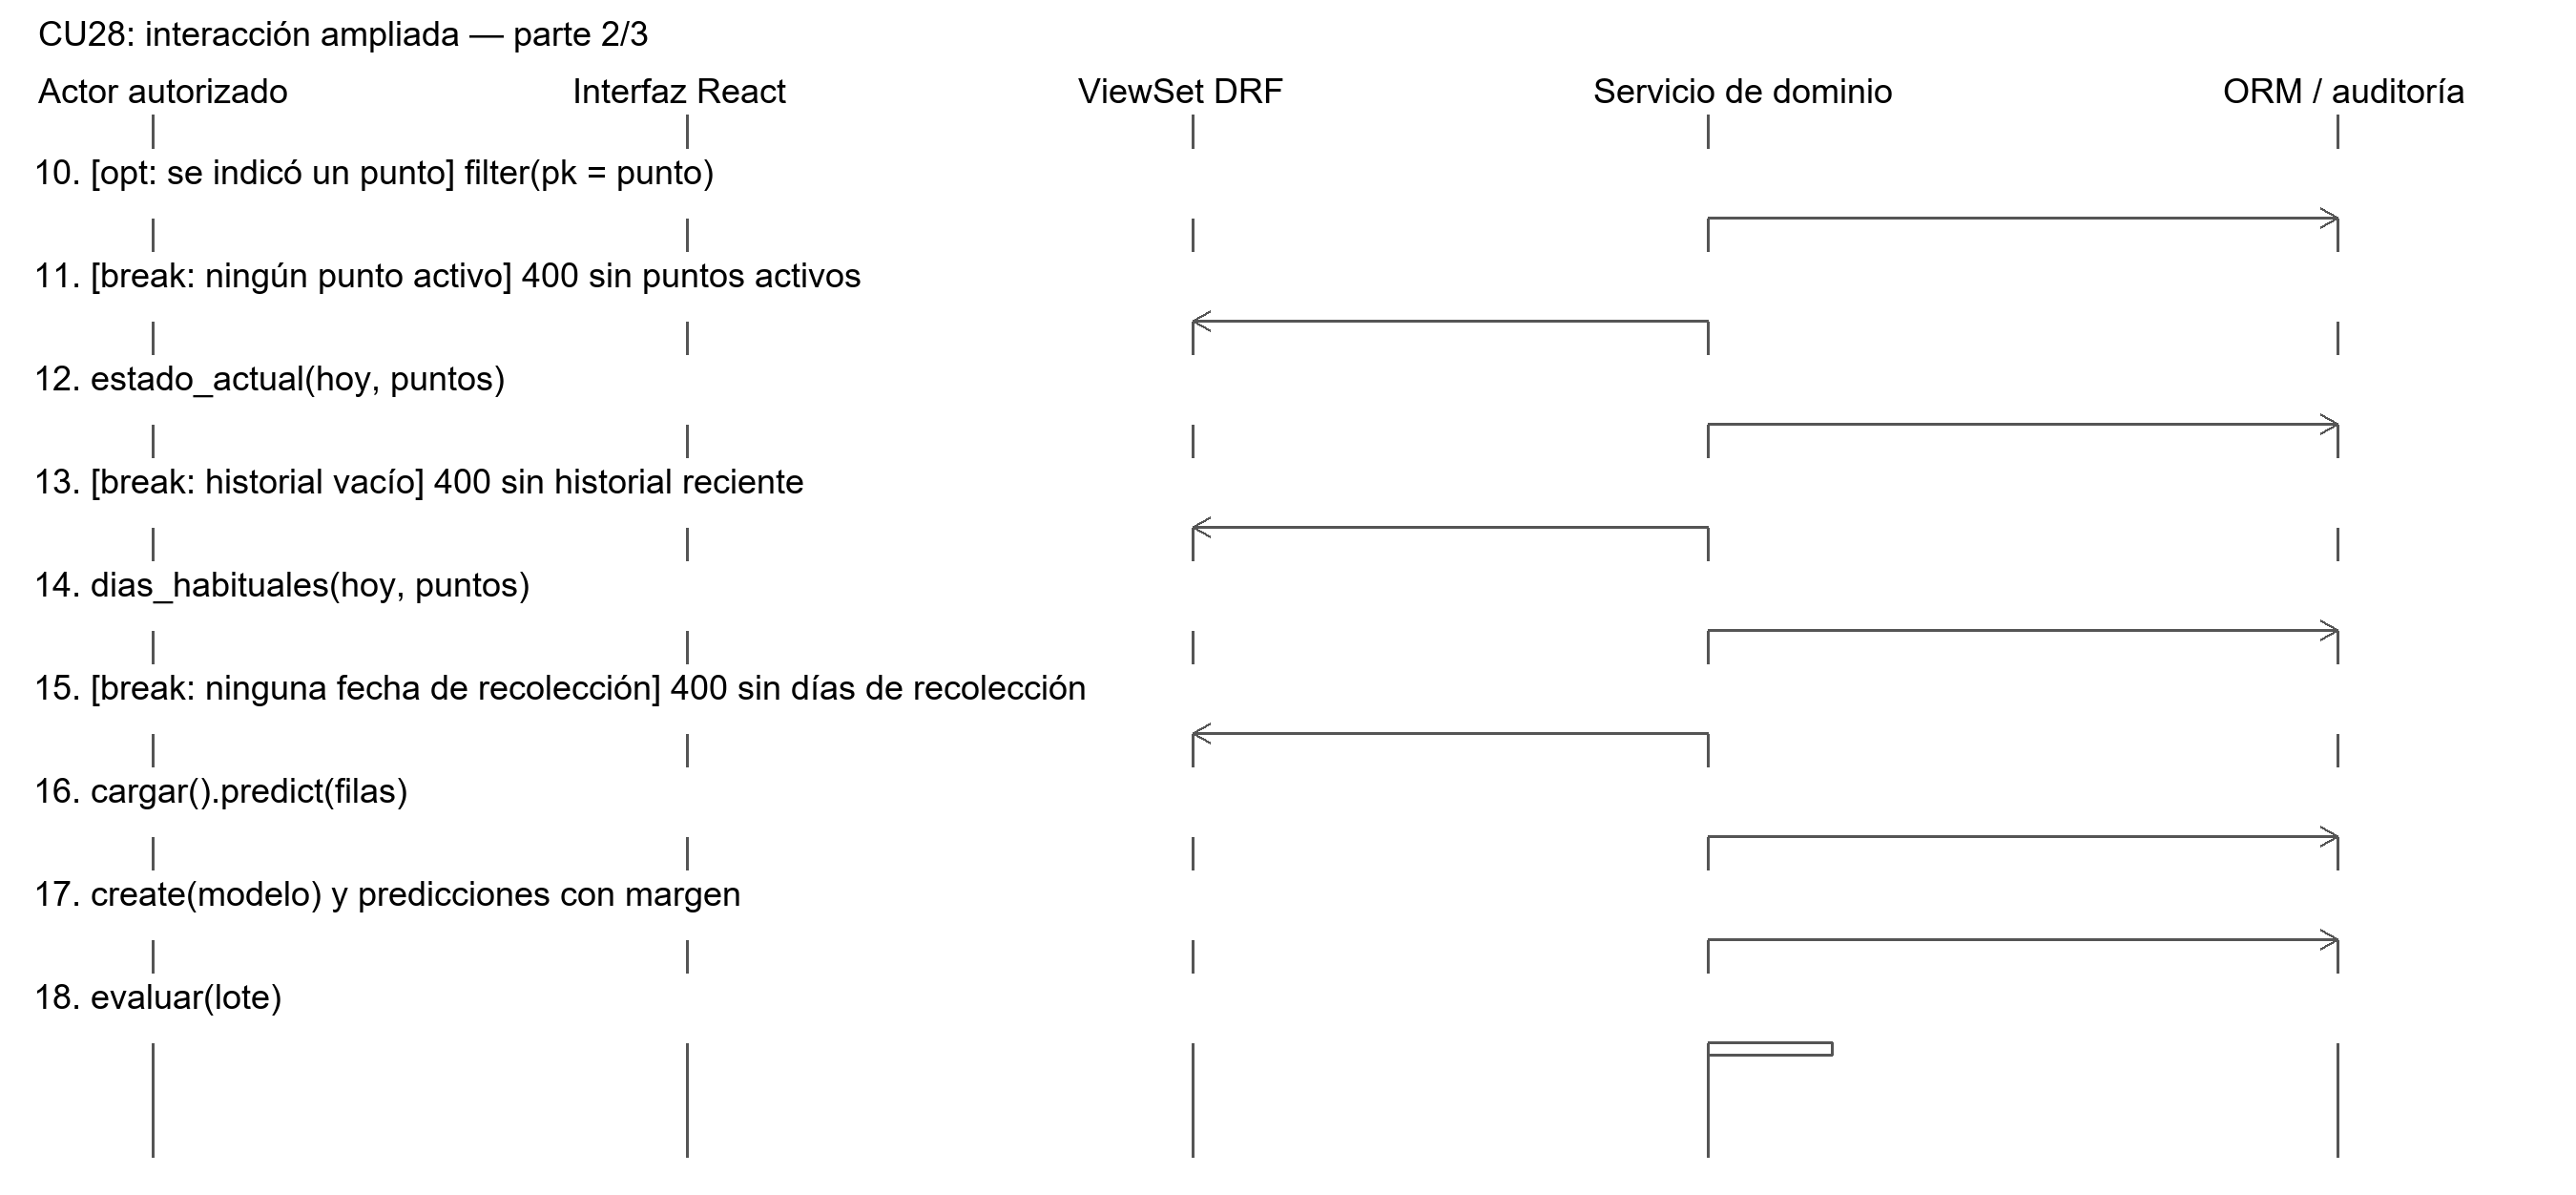 CU28: interacción ampliada — parte 2/3
Actor autorizado Interfaz React ViewSet DRF Servicio de dominio ORM / auditoría
10. [opt: se indicó un punto] filter(pk = punto)
11. [break: ningún punto activo] 400 sin puntos activos
12. estado_actual(hoy, puntos)
13. [break: historial vacío] 400 sin historial reciente
14. dias_habituales(hoy, puntos)
15. [break: ninguna fecha de recolección] 400 sin días de recolección
16. cargar().predict(filas)
17. create(modelo) y predicciones con margen
18. evaluar(lote)